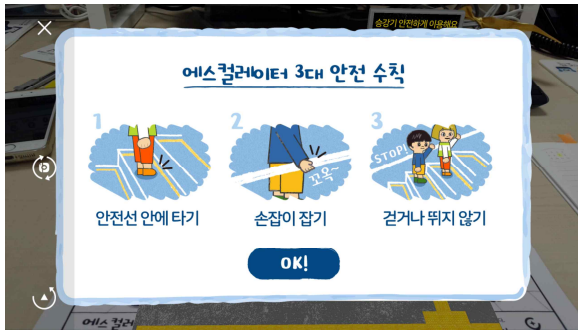 승강기 안전하게 이용해요
에스컬레이터 3대 안전 수칙
1
2
3
STOP!
꼬옥~
안전선 안에 타기
손잡이 잡기
걷거나 뛰지 않기
OK!
에스컬레